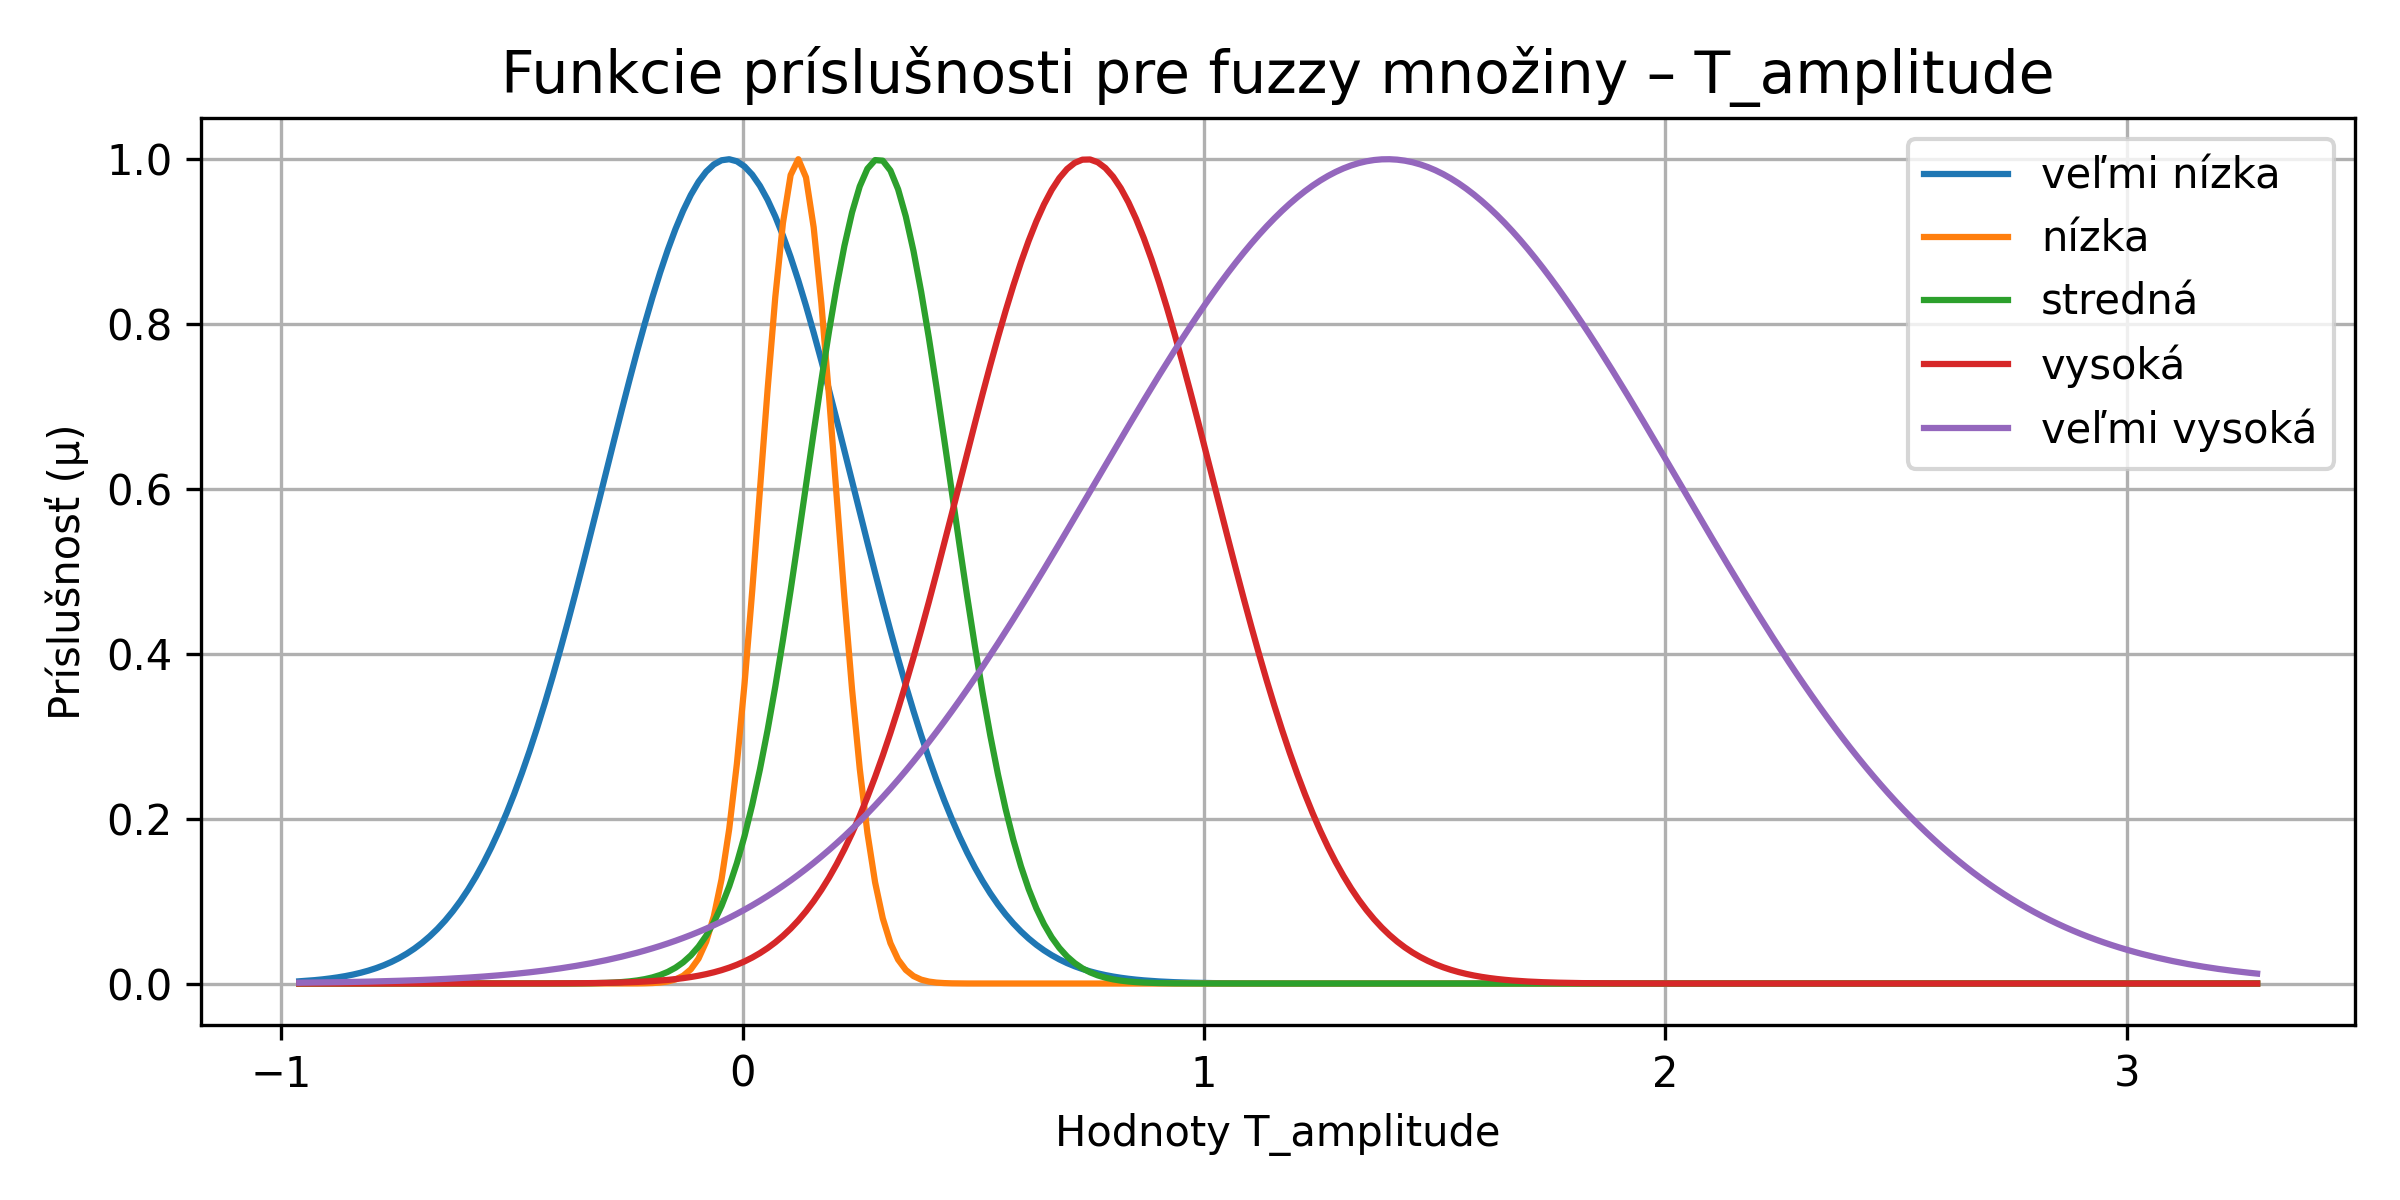 Funkcie príslušnosti pre fuzzy množiny – T_amplitude
Príslušnosť (μ)
1.0
0.8
0.6
0.4
0.2
0.0
−1
0
1
2
3
Hodnoty T_amplitude
veľmi nízka
nízka
stredná
vysoká
veľmi vysoká